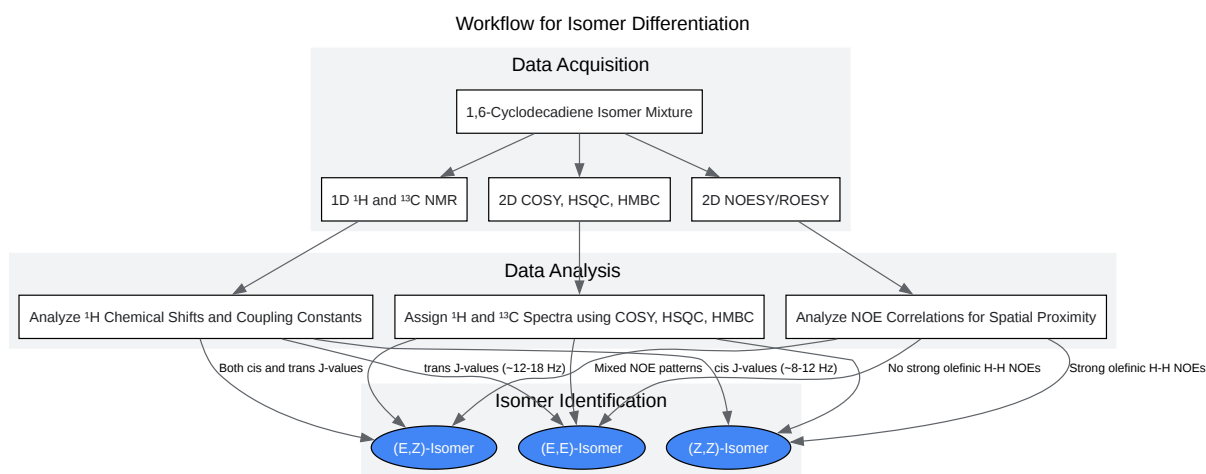 Workflow for Isomer Differentiation
Data Acquisition
1,6-Cyclodecadiene Isomer Mixture
1D ¹H and ¹³C NMR
2D COSY, HSQC, HMBC
2D NOESY/ROESY
Data Analysis
Analyze ¹H Chemical Shifts and Coupling Constants
Assign ¹H and ¹³C Spectra using COSY, HSQC, HMBC
Analyze NOE Correlations for Spatial Proximity
Both cis and trans J-values
trans J-values (~12-18 Hz)
Mixed NOE patterns
cis J-values (~8-12 Hz)
No strong olefinic H-H NOEs
Strong olefinic H-H NOEs
Isomer Identification
(E,Z)-Isomer
(E,E)-Isomer
(Z,Z)-Isomer